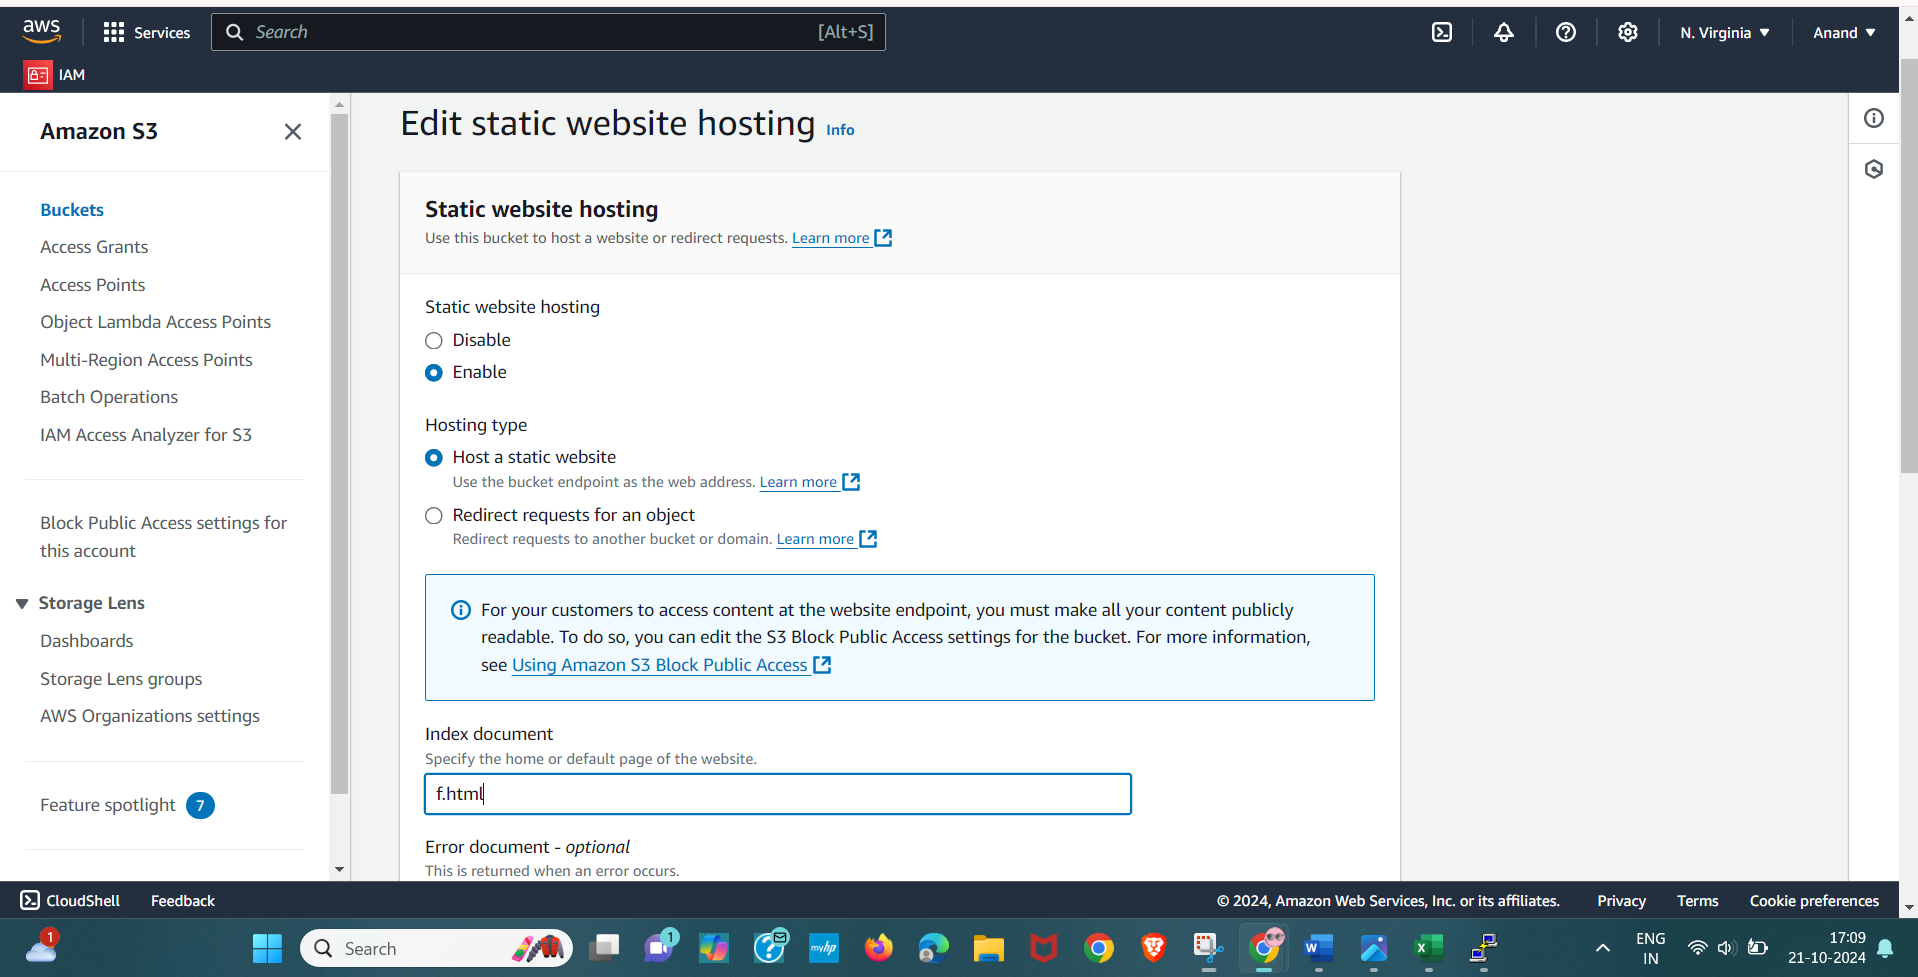 aws
Services
Search
[Alt+S]
N. Virginia
Anand
IAM
Amazon S3
Buckets
Access Grants
Access Points
Object Lambda Access Points
Multi-Region Access Points
Batch Operations
IAM Access Analyzer for S3
Block Public Access settings for
this account
Storage Lens
Dashboards
Storage Lens groups
AWS Organizations settings
Feature spotlight 7
Edit static website hosting Info
Static website hosting
Use this bucket to host a website or redirect requests. Learn more
Static website hosting
Disable
Enable
Hosting type
Host a static website
Use the bucket endpoint as the web address. Learn more
Redirect requests for an object
Redirect requests to another bucket or domain. Learn more
For your customers to access content at the website endpoint, you must make all your content publicly
readable. To do so, you can edit the S3 Block Public Access settings for the bucket. For more information,
see Using Amazon S3 Block Public Access
Index document
Specify the home or default page of the website.
f.html
Error document - optional
This is returned when an error occurs.
CloudShell
Feedback
© 2024, Amazon Web Services, Inc. or its affiliates.
Privacy
Terms
Cookie preferences
1
Search
1
myhp
W
X
ENG
IN
17:09
21-10-2024